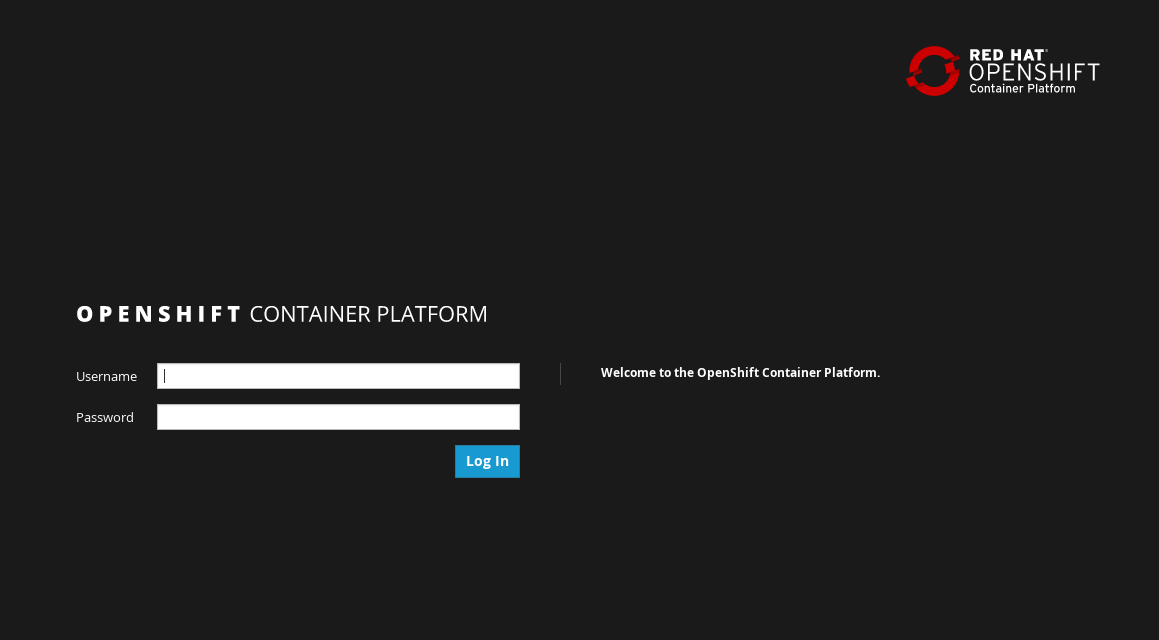 RED HAT®
OPENSHIFT
Container Platform
OPENSHIFT CONTAINER PLATFORM
Username
Password
Log In
Welcome to the OpenShift Container Platform.